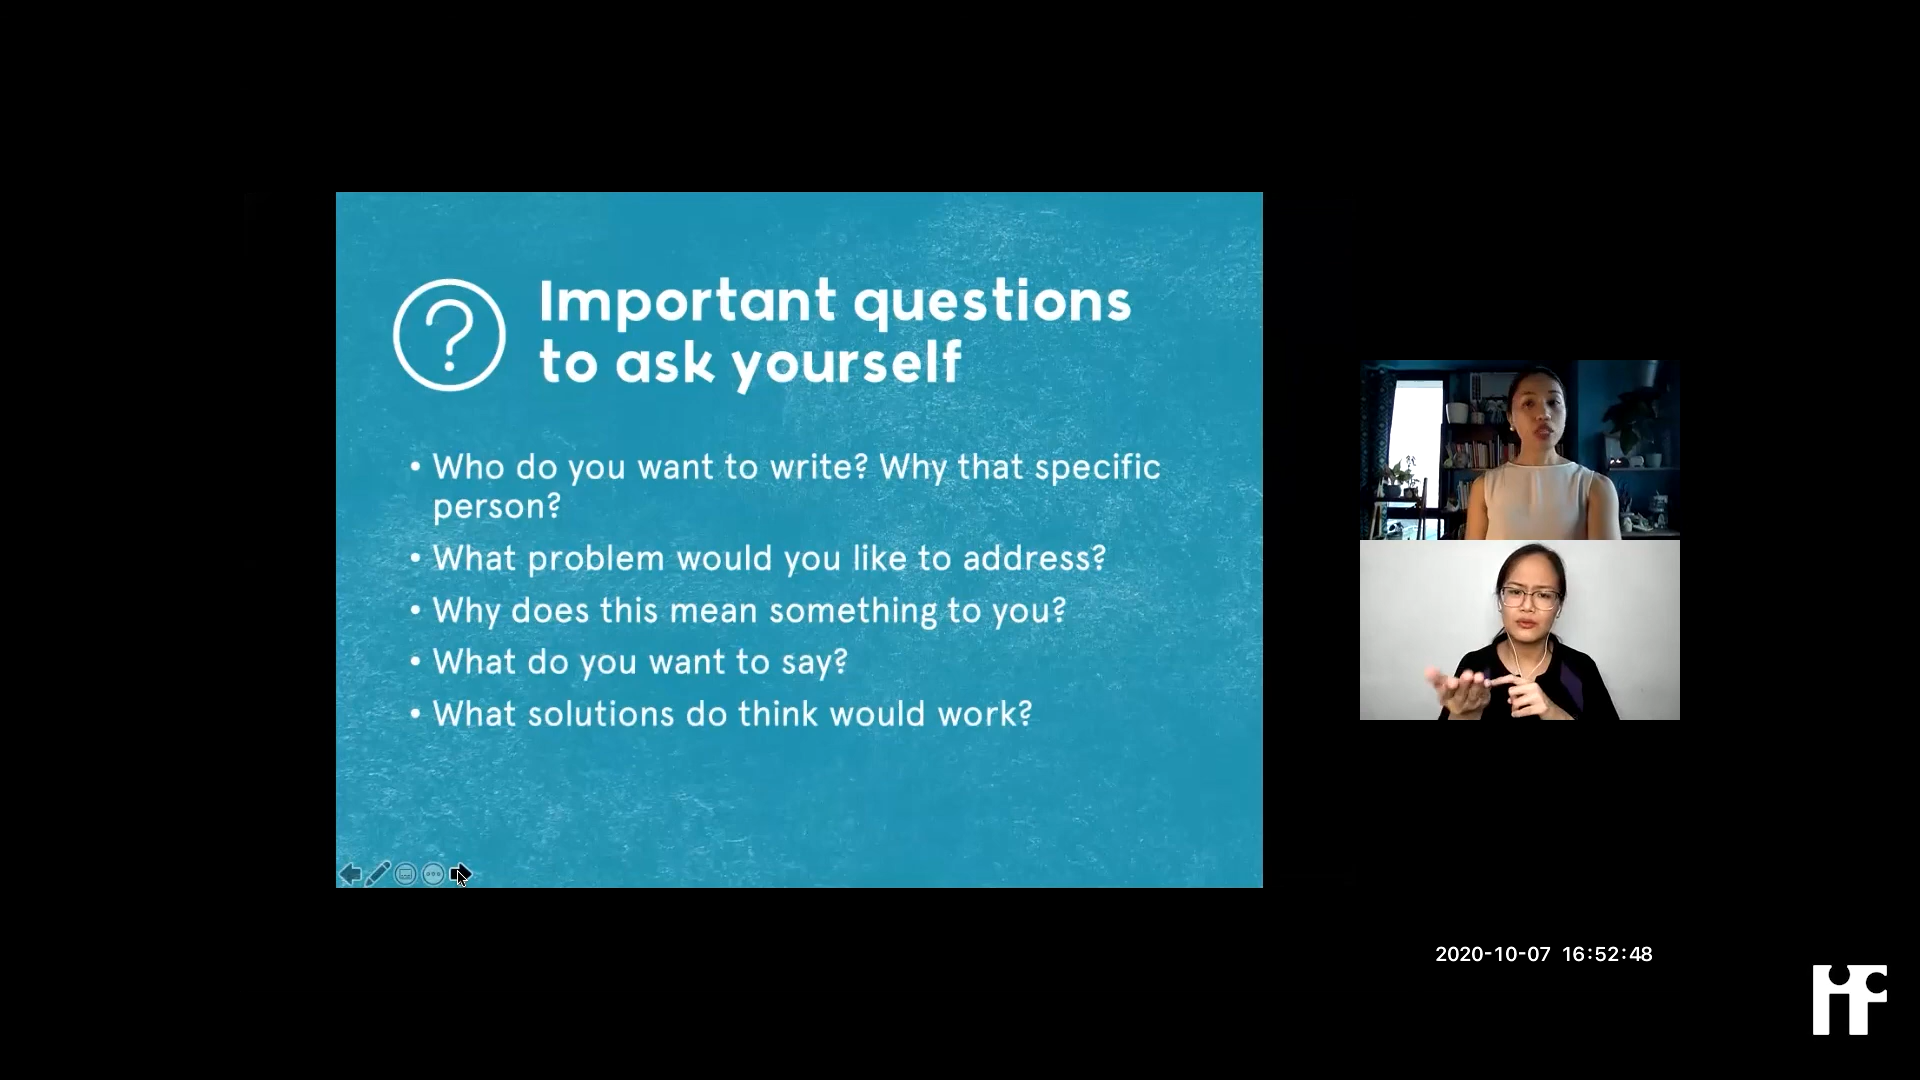 Important questions
to ask yourself
• Who do you want to write? Why that specific
person?
• What problem would you like to address?
• Why does this mean something to you?
• What do you want to say?
• What solutions do think would work?
2020-10-07 16:52:48